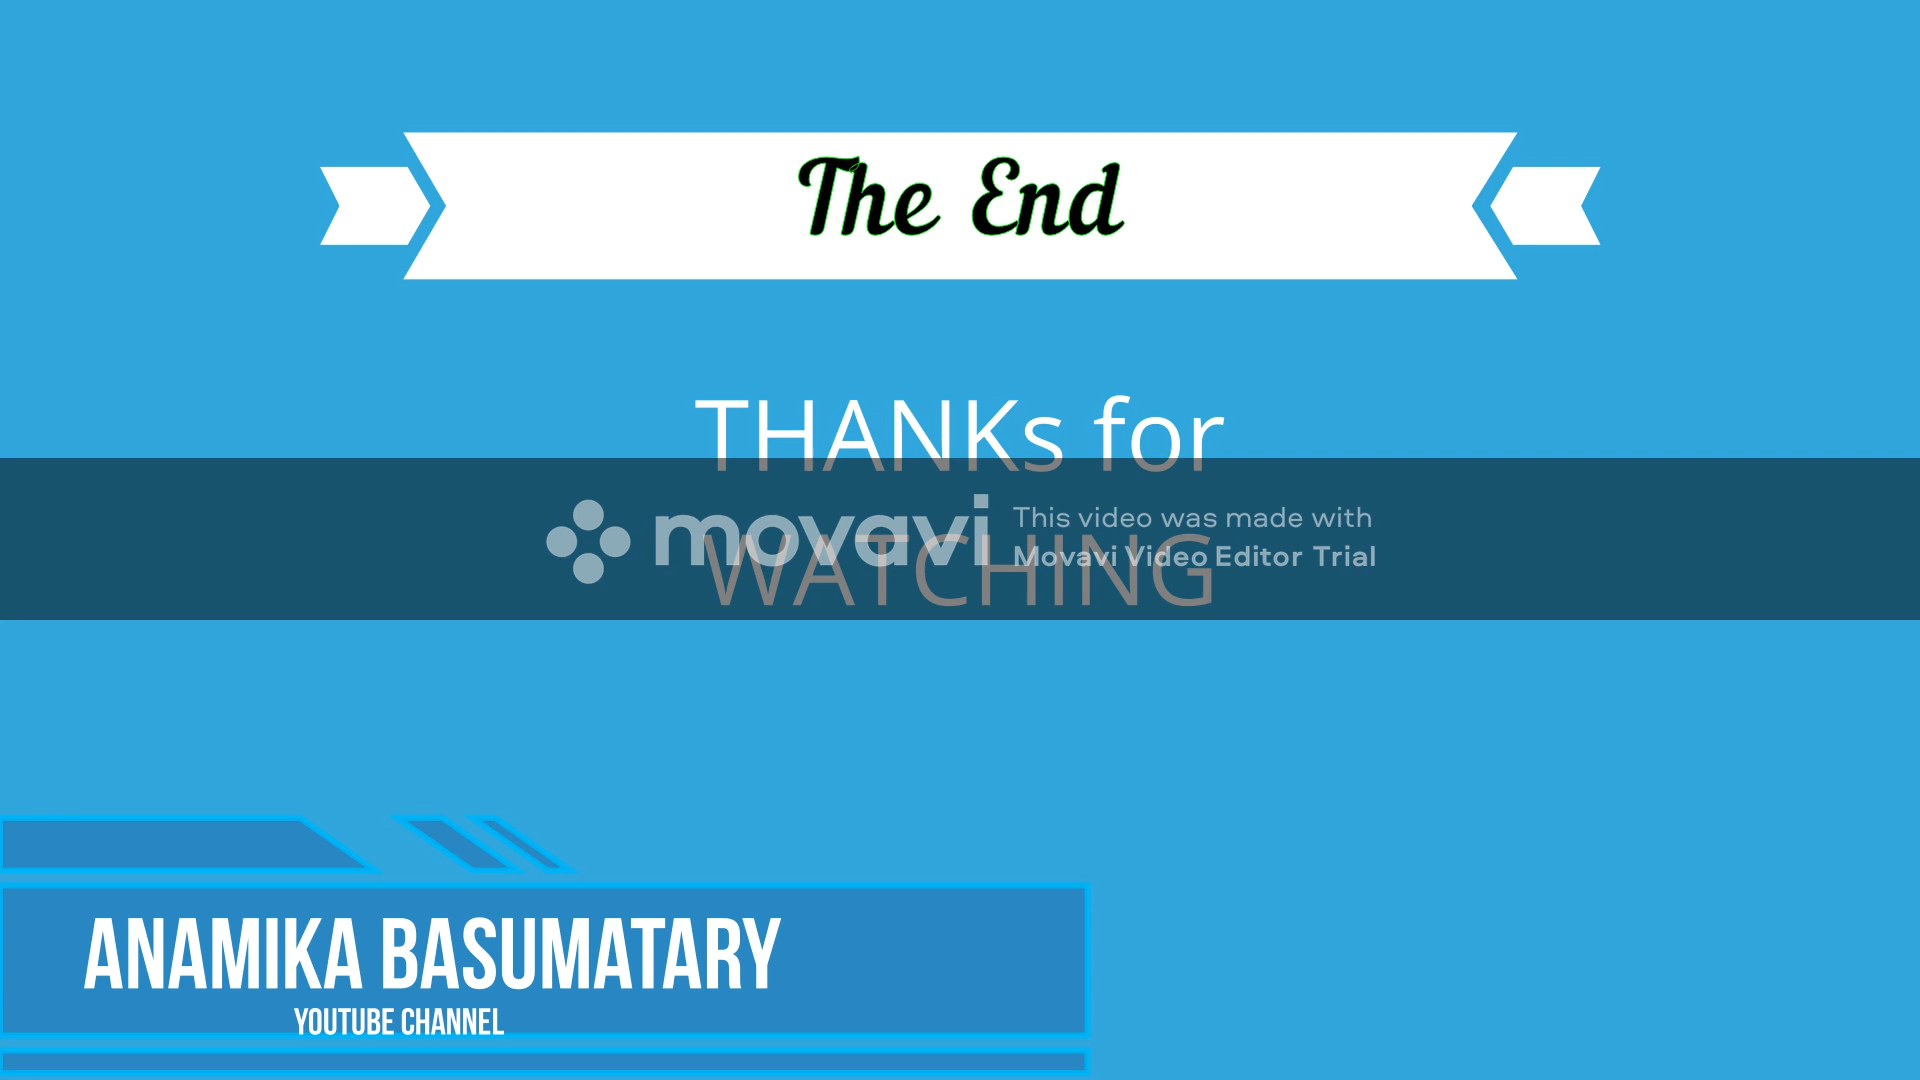 The End
THANKs for
movavi This video was made with
Movavi Video Editor Trial
WATCHING
ANAMIKA BASUMATARY
YOUTUBE CHANNEL